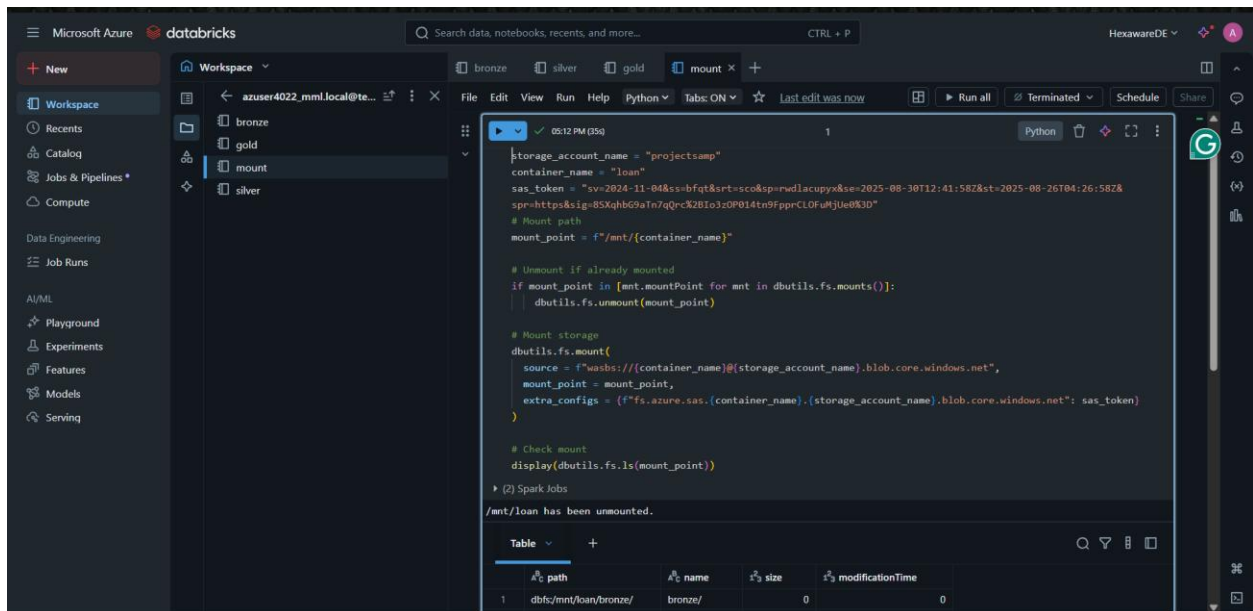 Microsoft Azure databricks
Search data, notebooks, recents, and more...
CTRL + P
HexawareDE
A
New
Workspace
Recents
Catalog
Jobs & Pipelines
Compute
Data Engineering
Job Runs
AI/ML
Playground
Experiments
Features
Models
Serving
Workspace
azuser4022_mml.local@te...
bronze
gold
mount
silver
bronze silver gold mount
File Edit View Run Help Python Tabs: ON Last edit was now
Run all Terminated Schedule Share
05:12 PM (35s) 1 Python
storage_account_name = "projectsamp"
container_name = "loan"
sas_token = "sv=2024-11-04&ss=bfqt&srt=sco&sp=rwdlacupyx&se=2025-08-30T12:41:58Z&st=2025-08-26T04:26:58Z&
spr=https&sig=8SXqhbG9aTn7qQrc%2BIo3zOP014tn9FpprCLOFuMjUe0%3D"
# Mount path
mount_point = f"/mnt/{container_name}"
# Unmount if already mounted
if mount_point in [mnt.mountPoint for mnt in dbutils.fs.mounts()]:
dbutils.fs.unmount(mount_point)
# Mount storage
dbutils.fs.mount(
source = f"wasbs://{container_name}@{storage_account_name}.blob.core.windows.net",
mount_point = mount_point,
extra_configs = {f"fs.azure.sas.{container_name}.{storage_account_name}.blob.core.windows.net": sas_token}
)
# Check mount
display(dbutils.fs.ls(mount_point))
(2) Spark Jobs
/mnt/loan has been unmounted.
Table
path name size modificationTime
1 dbfs:/mnt/loan/bronze/ bronze/ 0 0